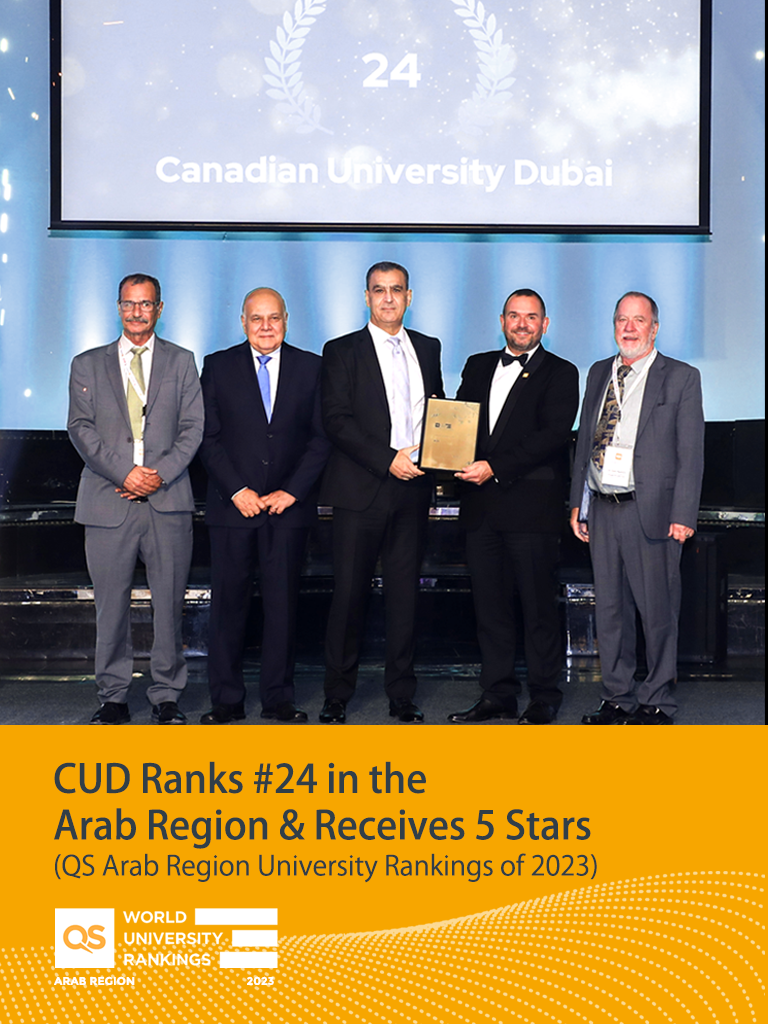 24
Canadian University Dubai
CUD Ranks #24 in the
Arab Region & Receives 5 Stars
(QS Arab Region University Rankings of 2023)
QS
WORLD
UNIVERSITY
RANKINGS
ARAB REGION
2023